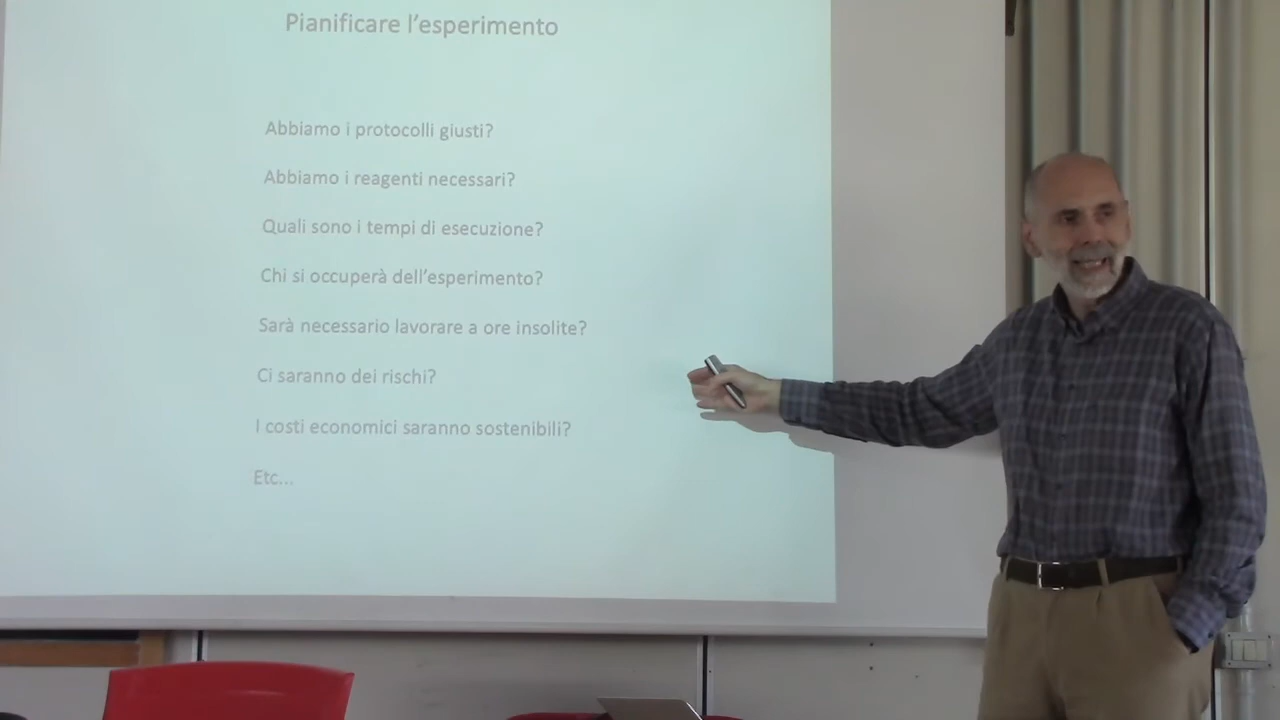 Pianificare l'esperimento
Abbiamo i protocolli giusti?
Abbiamo i reagenti necessari?
Quali sono i tempi di esecuzione?
Chi si occuperà dell'esperimento?
Sarà necessario lavorare a ore insolite?
Ci saranno dei rischi?
I costi economici saranno sostenibili?
Etc...